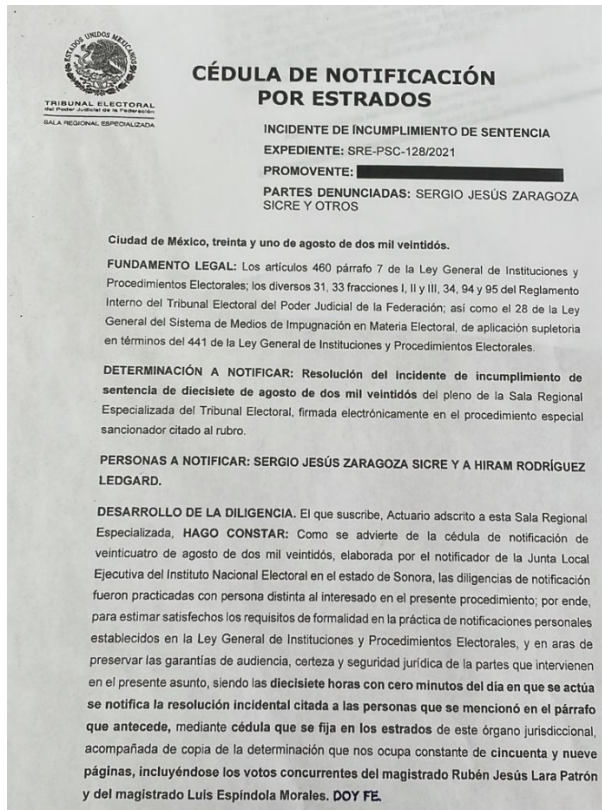 ESTADOS UNIDOS MEXICANOS
TRIBUNAL ELECTORAL
del Poder Judicial de la Federación
SALA REGIONAL ESPECIALIZADA
CÉDULA DE NOTIFICACIÓN
POR ESTRADOS
INCIDENTE DE INCUMPLIMIENTO DE SENTENCIA
EXPEDIENTE: SRE-PSC-128/2021
PROMOVENTE:
PARTES DENUNCIADAS: SERGIO JESÚS ZARAGOZA
SICRE Y OTROS
Ciudad de México, treinta y uno de agosto de dos mil veintidós.
FUNDAMENTO LEGAL: Los artículos 460 párrafo 7 de la Ley General de Instituciones y
Procedimientos Electorales; los diversos 31, 33 fracciones I, II y III, 34, 94 y 95 del Reglamento
Interno del Tribunal Electoral del Poder Judicial de la Federación; así como el 28 de la Ley
General del Sistema de Medios de Impugnación en Materia Electoral, de aplicación supletoria
en términos del 441 de la Ley General de Instituciones y Procedimientos Electorales.
DETERMINACIÓN A NOTIFICAR: Resolución del incidente de incumplimiento de
sentencia de diecisiete de agosto de dos mil veintidós del pleno de la Sala Regional
Especializada del Tribunal Electoral, firmada electrónicamente en el procedimiento especial
sancionador citado al rubro.
PERSONAS A NOTIFICAR: SERGIO JESÚS ZARAGOZA SICRE Y A HIRAM RODRÍGUEZ
LEDGARD.
DESARROLLO DE LA DILIGENCIA. El que suscribe, Actuario adscrito a esta Sala Regional
Especializada, HAGO CONSTAR: Como se advierte de la cédula de notificación de
veinticuatro de agosto de dos mil veintidós, elaborada por el notificador de la Junta Local
Ejecutiva del Instituto Nacional Electoral en el estado de Sonora, las diligencias de notificación
fueron practicadas con persona distinta al interesado en el presente procedimiento; por ende,
para estimar satisfechos los requisitos de formalidad en la práctica de notificaciones personales
establecidos en la Ley General de Instituciones y Procedimientos Electorales, y en aras de
preservar las garantías de audiencia, certeza y seguridad jurídica de la partes que intervienen
en el presente asunto, siendo las diecisiete horas con cero minutos del día en que se actúa
se notifica la resolución incidental citada a las personas que se mencionó en el párrafo
que antecede, mediante cédula que se fija en los estrados de este órgano jurisdiccional,
acompañada de copia de la determinación que nos ocupa constante de cincuenta y nueve
páginas, incluyéndose los votos concurrentes del magistrado Rubén Jesús Lara Patrón
y del magistrado Luis Espíndola Morales. DOY FE.